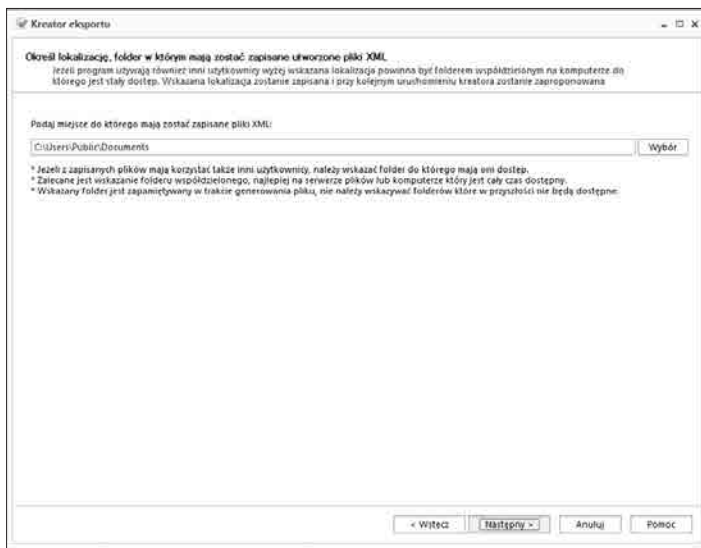 Kreator eksportu
Określ lokalizację, folder w którym mają zostać zapisane utworzone pliki XML
Jeżeli program używają również inni użytkownicy wyżej wskazana lokalizacja powinna być folderem współdzielonym na komputerze do
którego jest stały dostęp. Wskazana lokalizacja zostanie zapisana i przy kolejnym uruchomieniu kreatora zostanie zaproponowana
Podaj miejsce do którego mają zostać zapisane pliki XML:
C:\Users\Public\Documents
Wybór
* Jeżeli z zapisanych plików mają korzystać także inni użytkownicy, należy wskazać folder do którego mają oni dostęp.
* Zalecane jest wskazanie folderu współdzielonego, najlepiej na serwerze plików lub komputerze który jest cały czas dostępny.
* Wskazany folder jest zapamiętywany w trakcie generowania pliku, nie należy wskazywać folderów które w przyszłości nie będą dostępne.
< Wstecz
Następny >
Anuluj
Pomoc